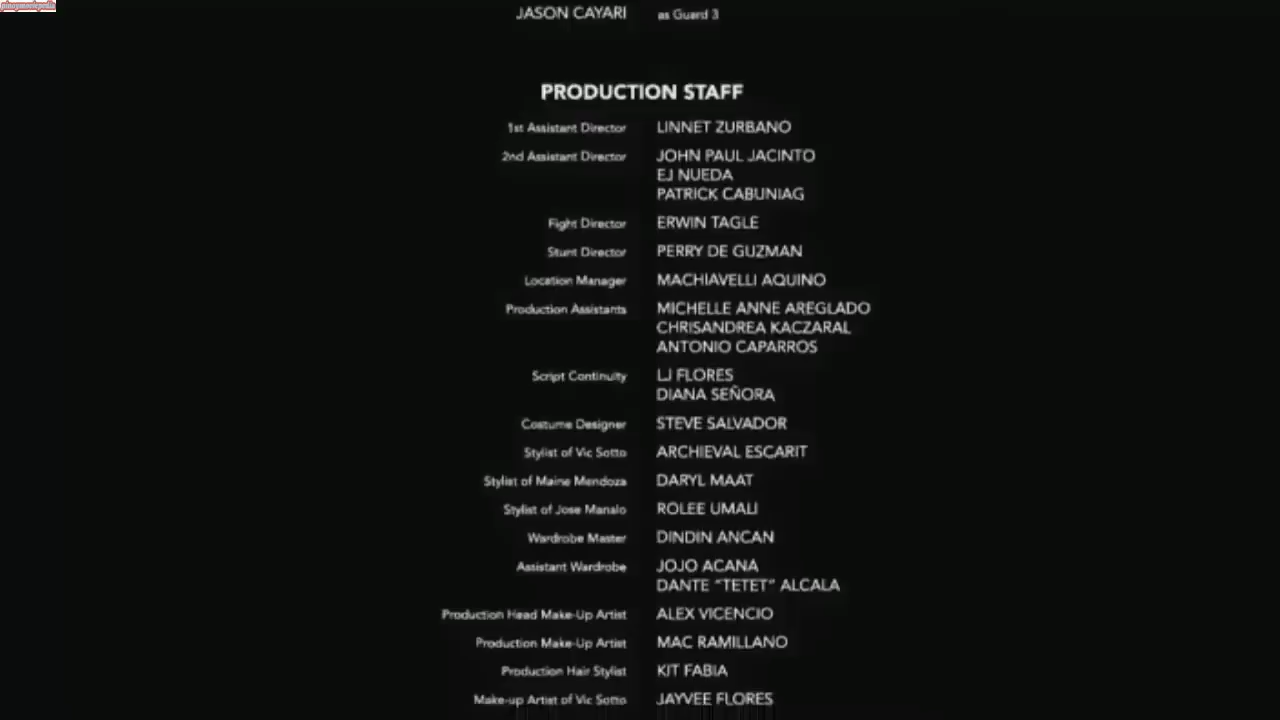 pinoymoviepedia
JASON CAYARI as Guard 3
PRODUCTION STAFF
1st Assistant Director LINNET ZURBANO
2nd Assistant Director JOHN PAUL JACINTO
EJ NUEDA
PATRICK CABUNIAG
Fight Director ERWIN TAGLE
Stunt Director PERRY DE GUZMAN
Location Manager MACHIAVELLI AQUINO
Production Assistants MICHELLE ANNE AREGLADO
CHRISANDREA KACZARAL
ANTONIO CAPARROS
Script Continuity LJ FLORES
DIANA SEÑORA
Costume Designer STEVE SALVADOR
Stylist of Vic Sotto ARCHIEVAL ESCARIT
Stylist of Maine Mendoza DARYL MAAT
Stylist of Jose Manalo ROLEE UMALI
Wardrobe Master DINDIN ANCAN
Assistant Wardrobe JOJO ACANA
DANTE “TETET” ALCALA
Production Head Make-Up Artist ALEX VICENCIO
Production Make-Up Artist MAC RAMILLANO
Production Hair Stylist KIT FABIA
Make-up Artist of Vic Sotto JAYVEE FLORES